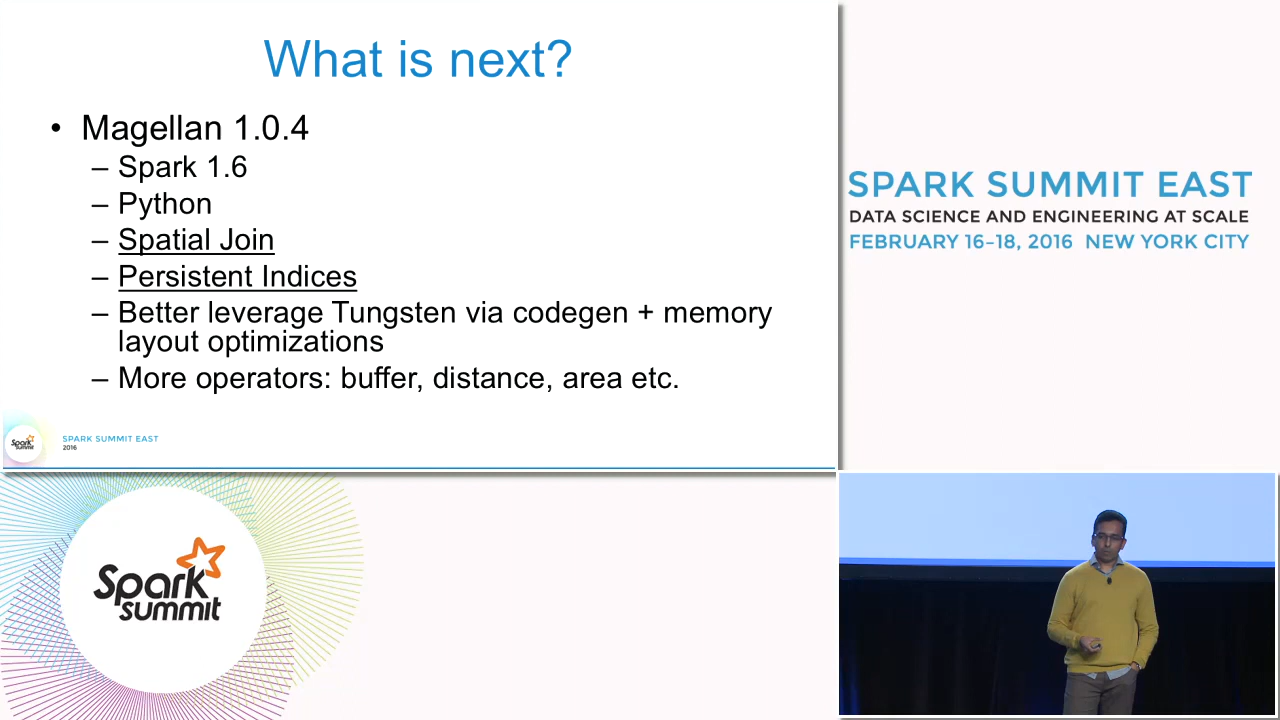 What is next?
• Magellan 1.0.4
– Spark 1.6
– Python
– Spatial Join
– Persistent Indices
– Better leverage Tungsten via codegen + memory
layout optimizations
– More operators: buffer, distance, area etc.
Spark
summit
SPARK SUMMIT EAST
2016
SPARK SUMMIT EAST
DATA SCIENCE AND ENGINEERING AT SCALE
FEBRUARY 16–18, 2016 NEW YORK CITY
Spark
summit